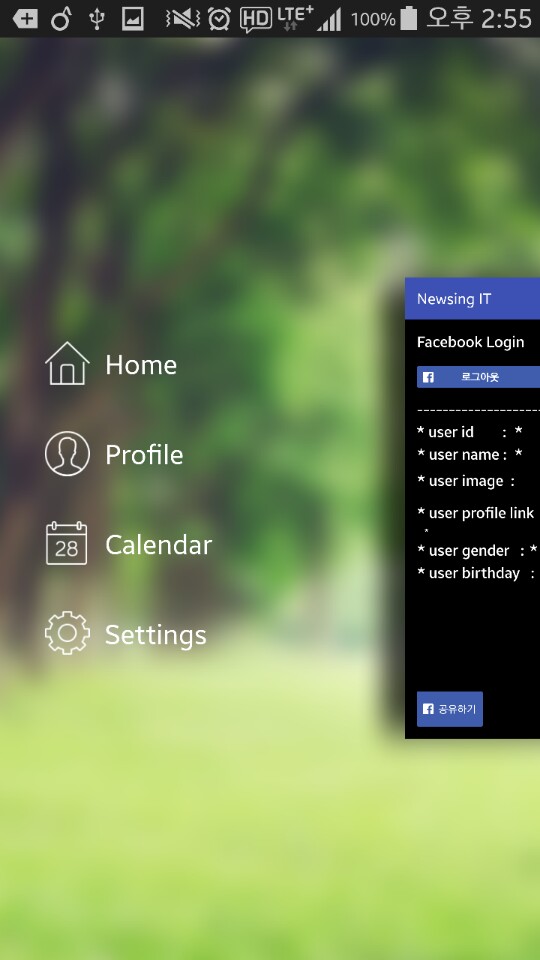 HD LTE+ 100% 오후 2:55
Home
Profile
28
Calendar
Settings
Newsing IT
Facebook Login
로그아웃
--------------------
* user id : *
* user name : *
* user image :
* user profile link
*
* user gender : *
* user birthday :
공유하기